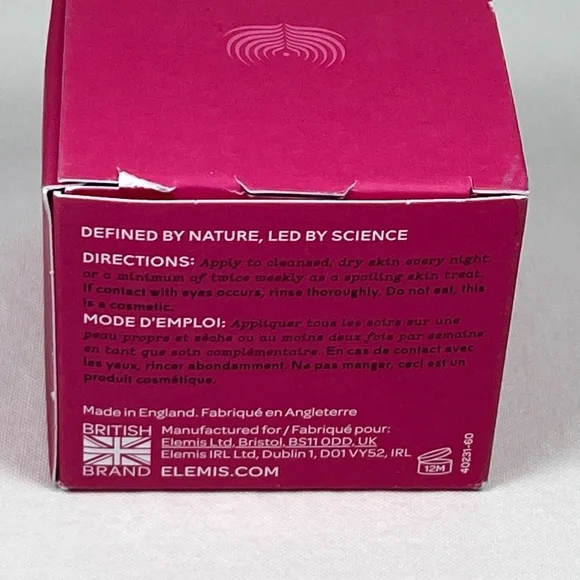 DEFINED BY NATURE, LED BY SCIENCE
DIRECTIONS: Apply to cleansed, dry skin every night,
or a minimum of twice weekly as a spoiling skin treat.
If contact with eyes occurs, rinse thoroughly. Do not eat, this
is a cosmetic.
MODE D'EMPLOI: Appliquer tous les soirs sur une
peau propre et sèche ou au moins deux fois par semaine
en tant que soin complémentaire. En cas de contact avec
les yeux, rincer abondamment. Ne pas manger, ceci est un
produit cosmétique.
Made in England. Fabriqué en Angleterre
BRITISH
BRAND
Manufactured for / Fabriqué pour:
Elemis Ltd, Bristol, BS11 0DD, UK
Elemis IRL Ltd, Dublin 1, D01 VY52, IRL
ELEMIS.COM
12M
40231-60